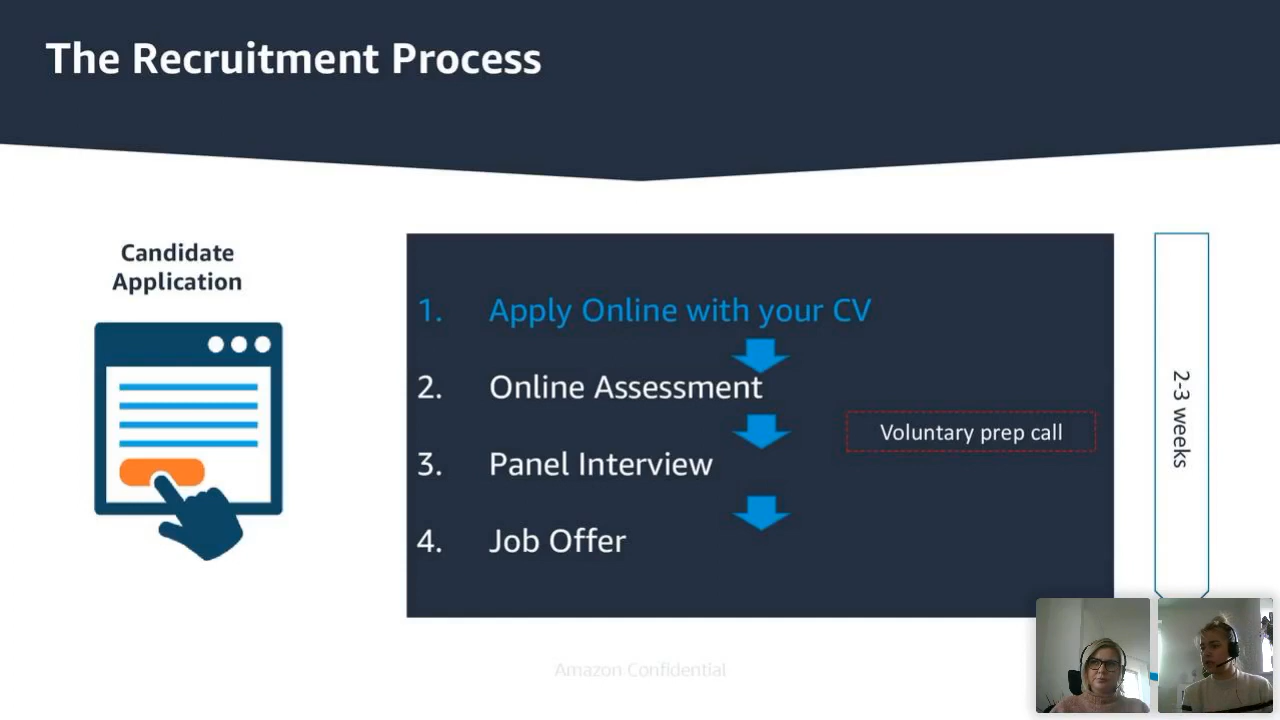 The Recruitment Process
Candidate
Application
1. Apply Online with your CV
2. Online Assessment
Voluntary prep call
3. Panel Interview
4. Job Offer
2-3 weeks
Amazon Confidential